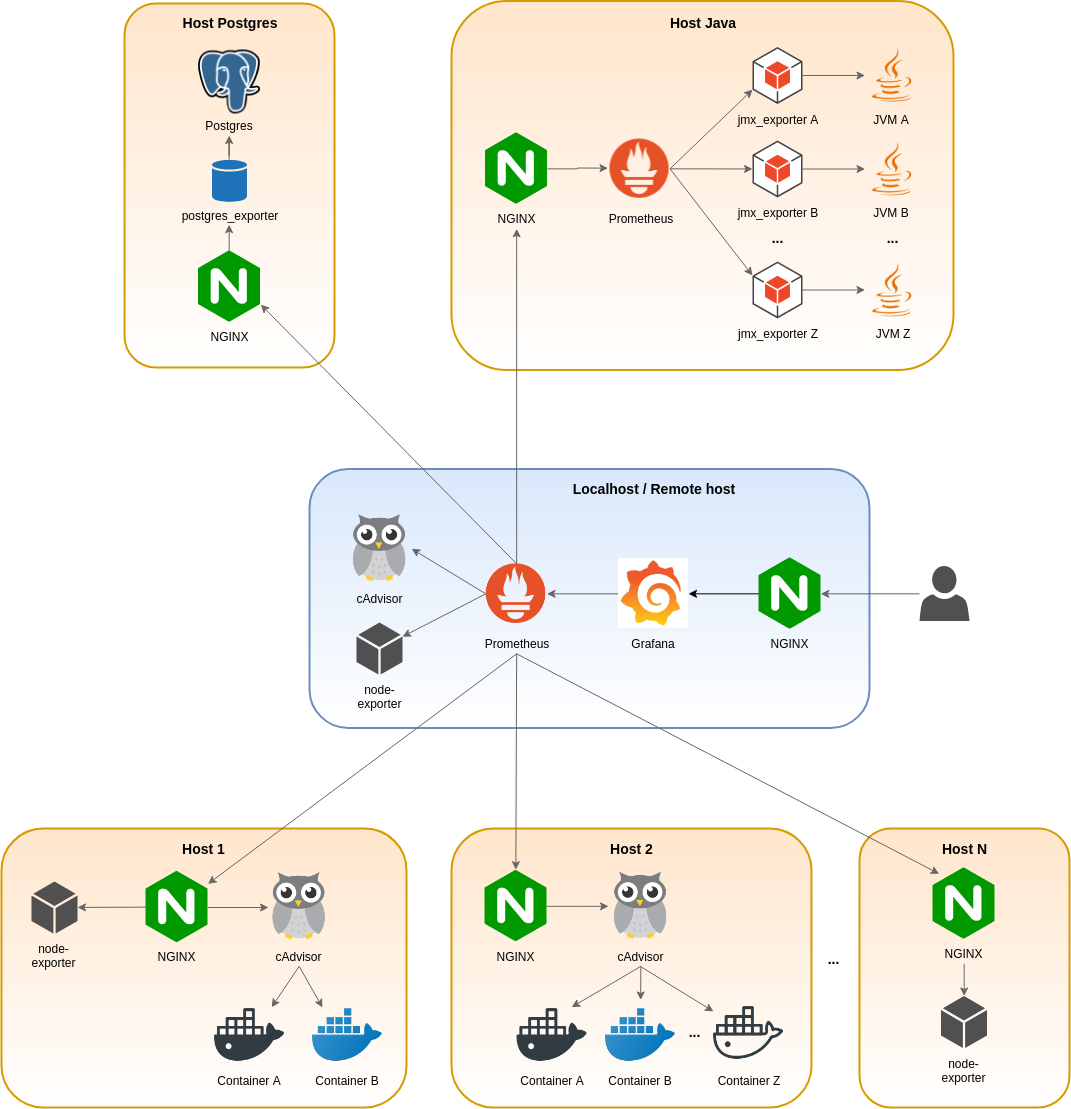 Host Postgres
Postgres
postgres_exporter
NGINX
Host Java
NGINX
Prometheus
jmx_exporter A
JVM A
jmx_exporter B
JVM B
...
...
jmx_exporter Z
JVM Z
Localhost / Remote host
cAdvisor
node-
exporter
Prometheus
Grafana
NGINX
Host 1
node-
exporter
NGINX
cAdvisor
Container A
Container B
Host 2
NGINX
cAdvisor
...
Container A
Container B
Container Z
...
Host N
NGINX
node-
exporter